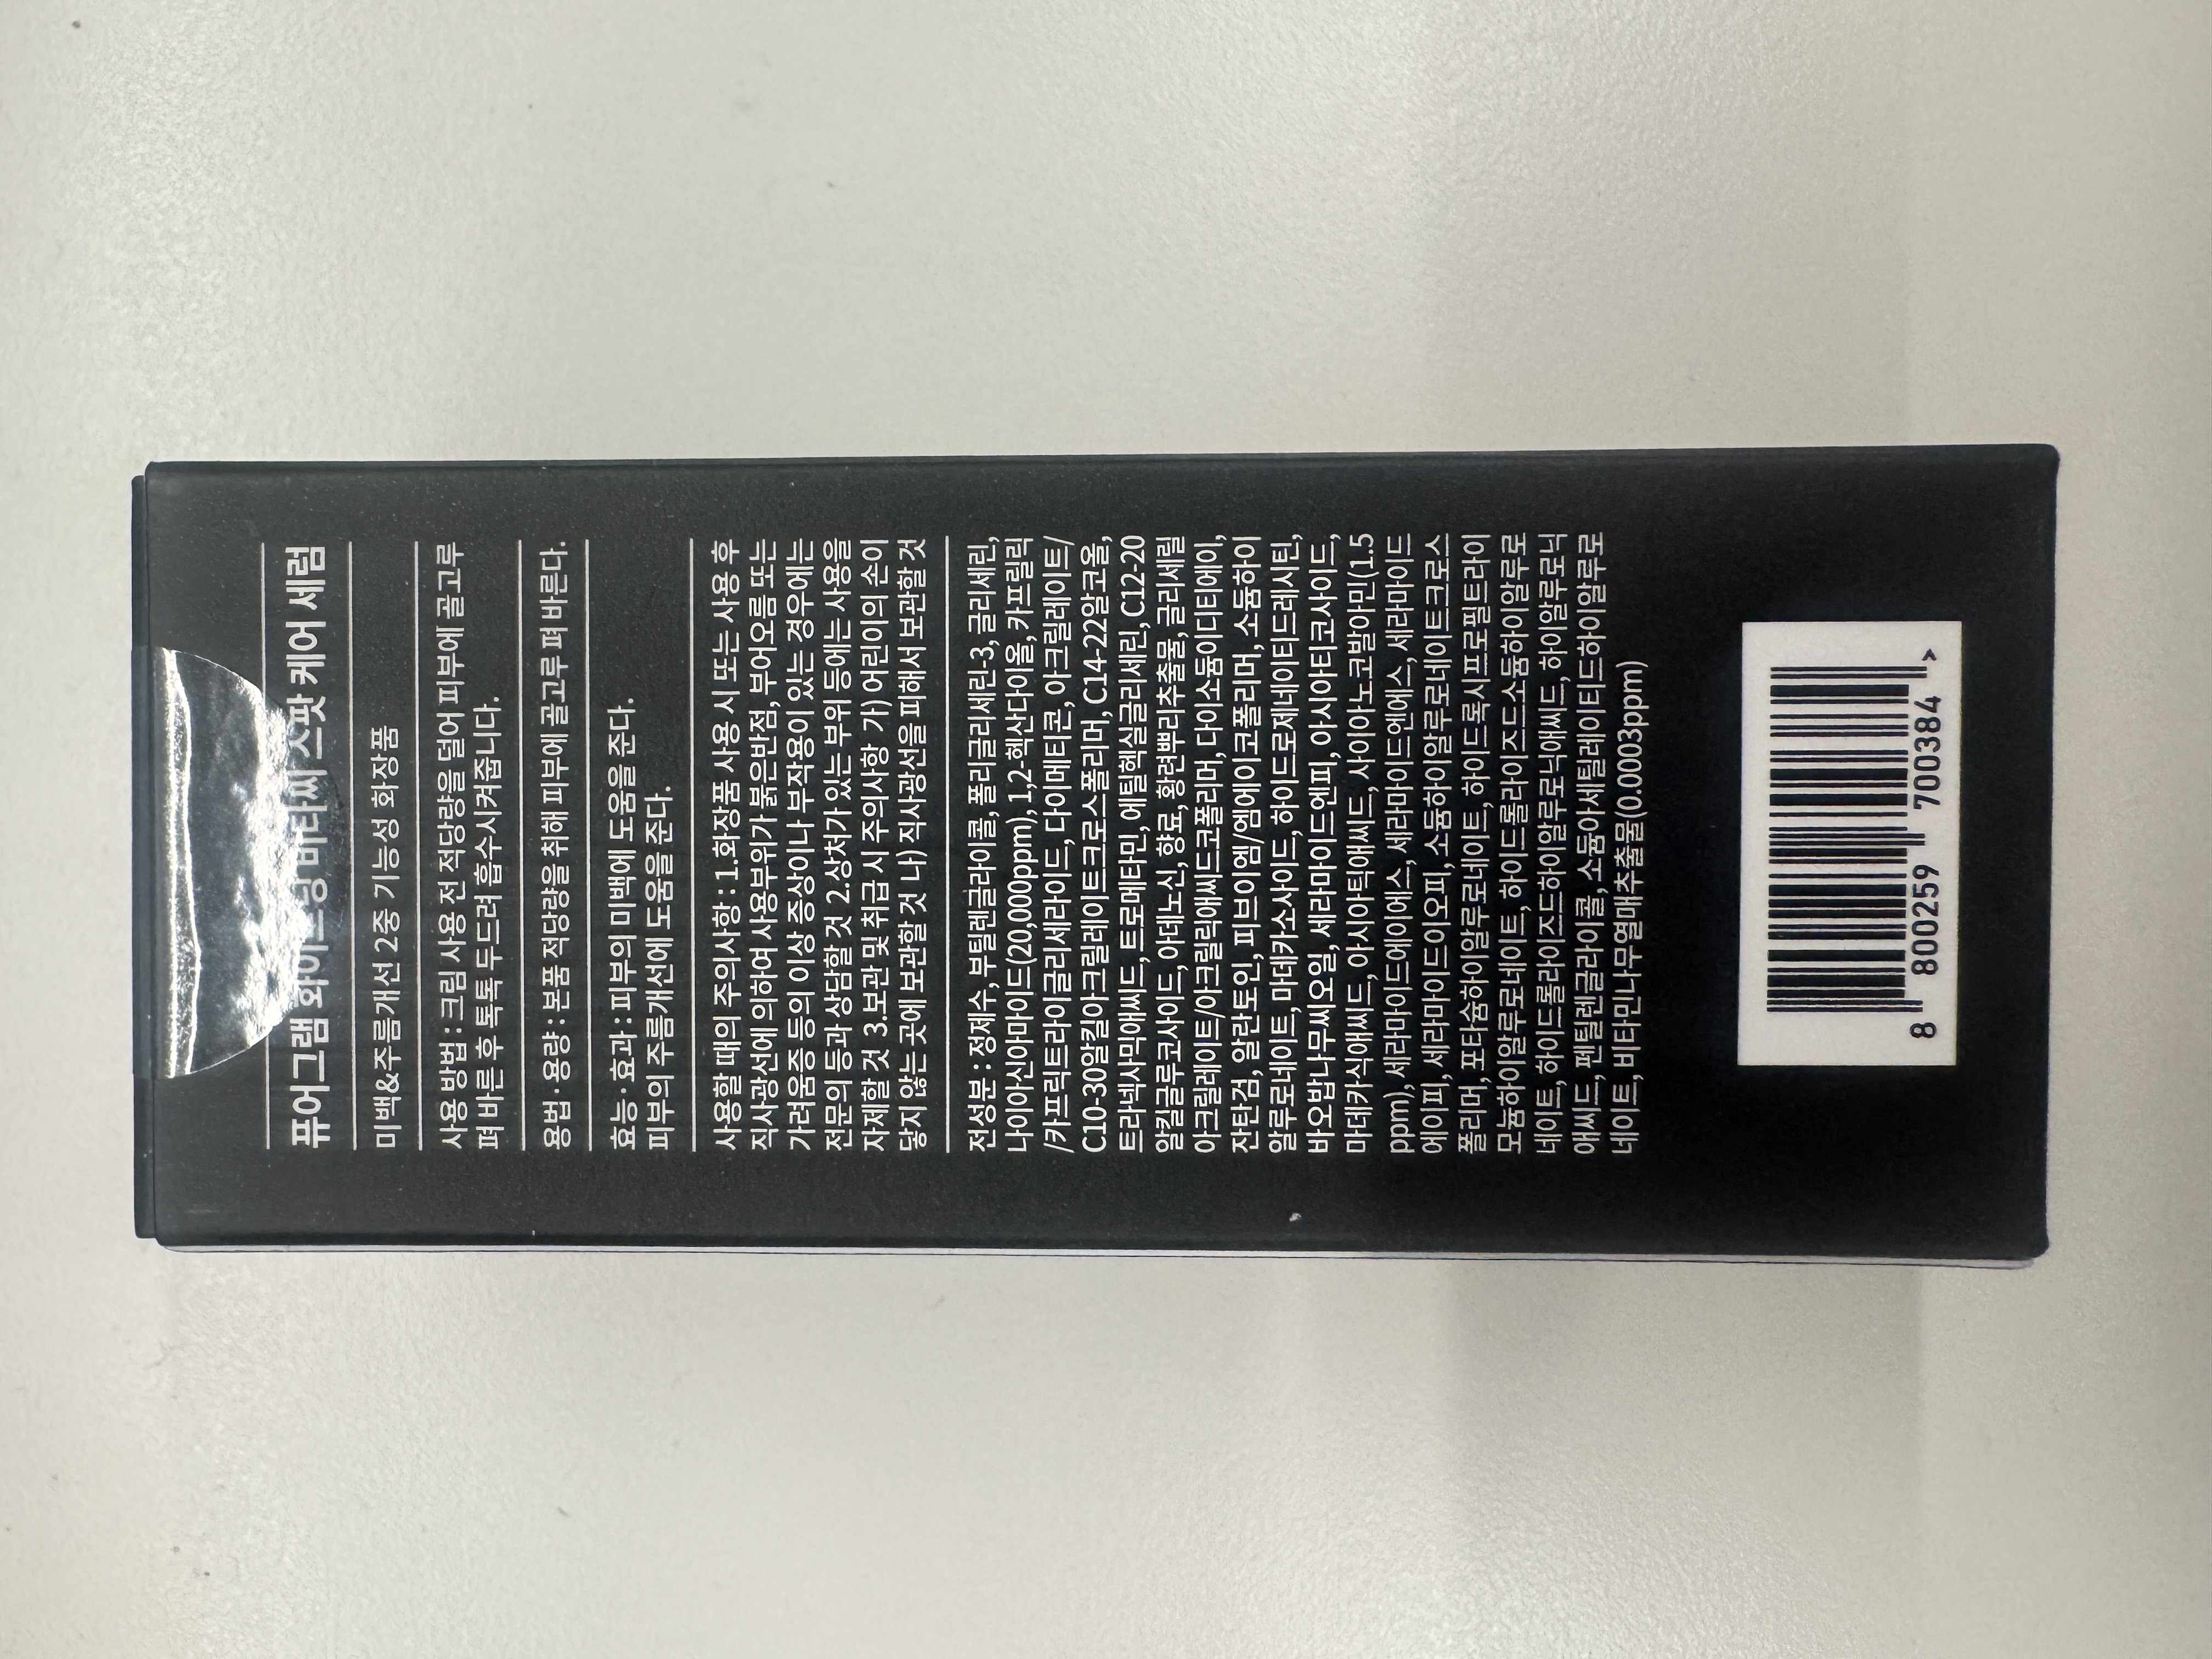 퓨어그램 화이트닝 비타씨 스팟 케어 세럼
미백&주름개선 2중 기능성 화장품
사용방법 : 크림 사용 전 적당량을 덜어 피부에 골고루
펴 바른 후 톡톡 두드려 흡수시켜줍니다.
용법·용량 : 본품 적당량을 취해 피부에 골고루 펴 바른다.
효능·효과 : 피부의 미백에 도움을 준다.
피부의 주름개선에 도움을 준다.
사용할 때의 주의사항 : 1.화장품 사용 시 또는 사용 후
직사광선에 의하여 사용부위가 붉은반점, 부어오름 또는
가려움증 등의 이상 증상이나 부작용이 있는 경우에는
전문의 등과 상담할 것 2.상처가 있는 부위 등에는 사용을
자제할 것 3.보관 및 취급 시 주의사항 가) 어린이의 손이
닿지 않는 곳에 보관할 것 나) 직사광선을 피해서 보관할 것
전성분 : 정제수, 부틸렌글라이콜, 폴리글리세린-3, 글리세린,
나이아신아마이드(20,000ppm), 1,2-헥산다이올, 카프릴릭
/카프릭트라이글리세라이드, 다이메티콘, 아크릴레이트/
C10-30알킬아크릴레이트크로스폴리머, C14-22알코올,
트라넥사믹애씨드, 트로메타민, 에틸헥실글리세린, C12-20
알킬글루코사이드, 아데노신, 향료, 황련뿌리추출물, 글리세릴
아크릴레이트/아크릴릭애씨드코폴리머, 다이소듐이디티에이,
잔탄검, 알란토인, 피브이엠/엠에이코폴리머, 소듐하이
알루로네이트, 마데카소사이드, 하이드로제네이티드레시틴,
바오밥나무씨오일, 세라마이드엔피, 아시아티코사이드,
마데카식애씨드, 아시아틱애씨드, 사이아노코발아민(1.5
ppm), 세라마이드에이에스, 세라마이드엔에스, 세라마이드
에이피, 세라마이드이오피, 소듐하이알루로네이트크로스
폴리머, 포타슘하이알루로네이트, 하이드록시프로필트라이
모늄하이알루로네이트, 하이드롤라이즈드소듐하이알루로
네이트, 하이드롤라이즈드하이알루로닉애씨드, 하이알루로닉
애씨드, 펜틸렌글라이콜, 소듐아세틸레이티드하이알루로
네이트, 비타민나무열매추출물(0.0003ppm)
8 800259 700384 >